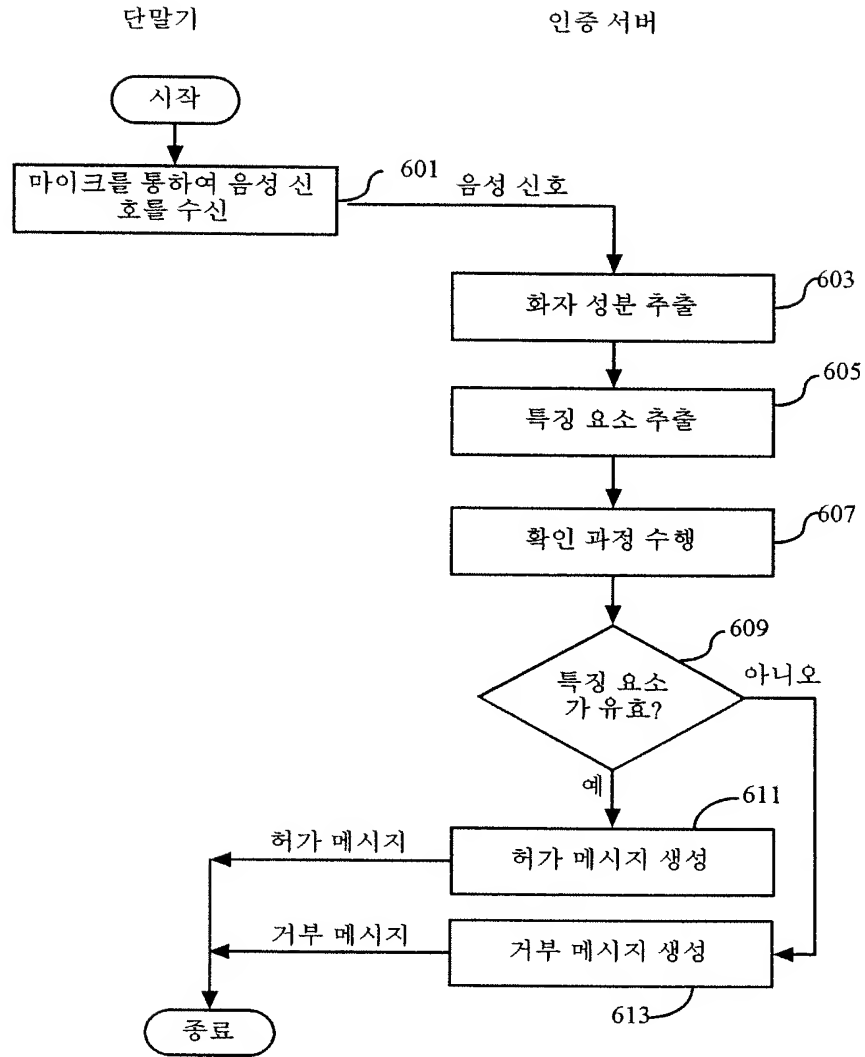 단말기
인증 서버
시작
마이크를 통하여 음성 신
호를 수신
601
음성 신호
화자 성분 추출
603
특징 요소 추출
605
확인 과정 수행
607
609
특징 요소
가 유효?
아니오
예
611
허가 메시지
허가 메시지 생성
거부 메시지
거부 메시지 생성
613
종료